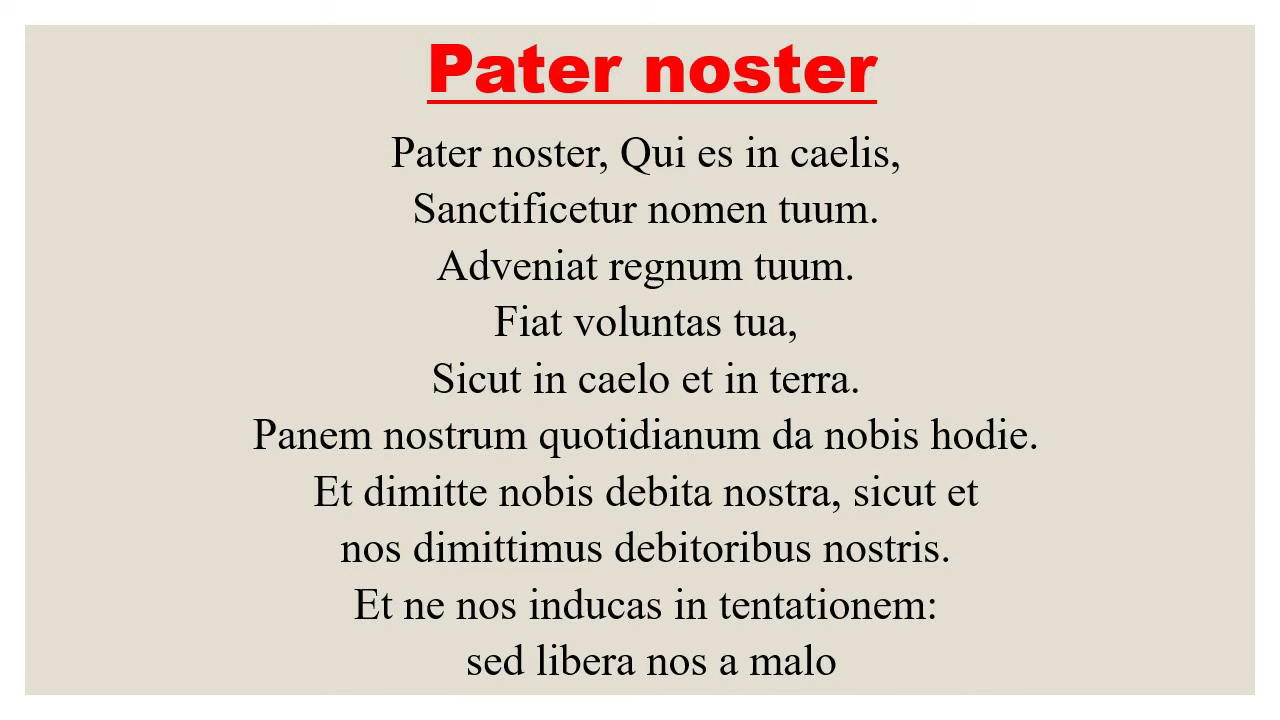 Pater noster
Pater noster, Qui es in caelis,
Sanctificetur nomen tuum.
Adveniat regnum tuum.
Fiat voluntas tua,
Sicut in caelo et in terra.
Panem nostrum quotidianum da nobis hodie.
Et dimitte nobis debita nostra, sicut et
nos dimittimus debitoribus nostris.
Et ne nos inducas in tentationem:
sed libera nos a malo